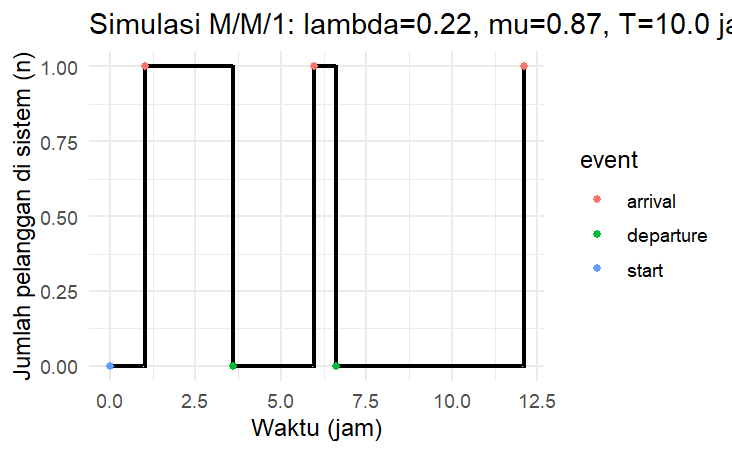 Simulasi M/M/1: lambda=0.22, mu=0.87, T=10.0 ja
Jumlah pelanggan di sistem (n)
1.00
0.75
0.50
0.25
0.00
0.0 2.5 5.0 7.5 10.0 12.5
Waktu (jam)
event
arrival
departure
start